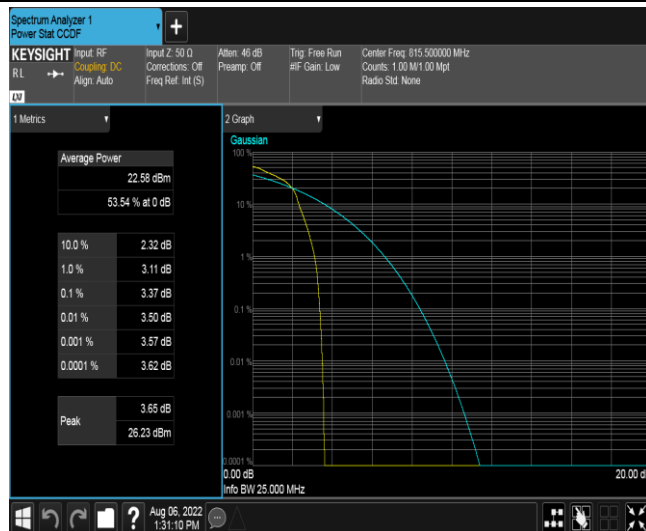 Spectrum Analyzer 1
Power Stat CCDF
+
KEYSIGHT
RL
Input: RF
Coupling: DC
Align: Auto
Input Z: 50 Ω
Corrections: Off
Freq Ref: Int (S)
Atten: 46 dB
Preamp: Off
Trig: Free Run
#IF Gain: Low
Center Freq: 815.500000 MHz
Counts: 1.00 M/1.00 Mpt
Radio Std: None
1 Metrics
Average Power
22.58 dBm
53.54 % at 0 dB
10.0 % 2.32 dB
1.0 % 3.11 dB
0.1 % 3.37 dB
0.01 % 3.50 dB
0.001 % 3.57 dB
0.0001 % 3.62 dB
Peak
3.65 dB
26.23 dBm
2 Graph
Gaussian
100 %
10 %
1 %
0.1 %
0.01 %
0.001 %
0.0001 %
0.00 dB
20.00 d
Info BW 25.000 MHz
?
Aug 06, 2022
1:31:10 PM